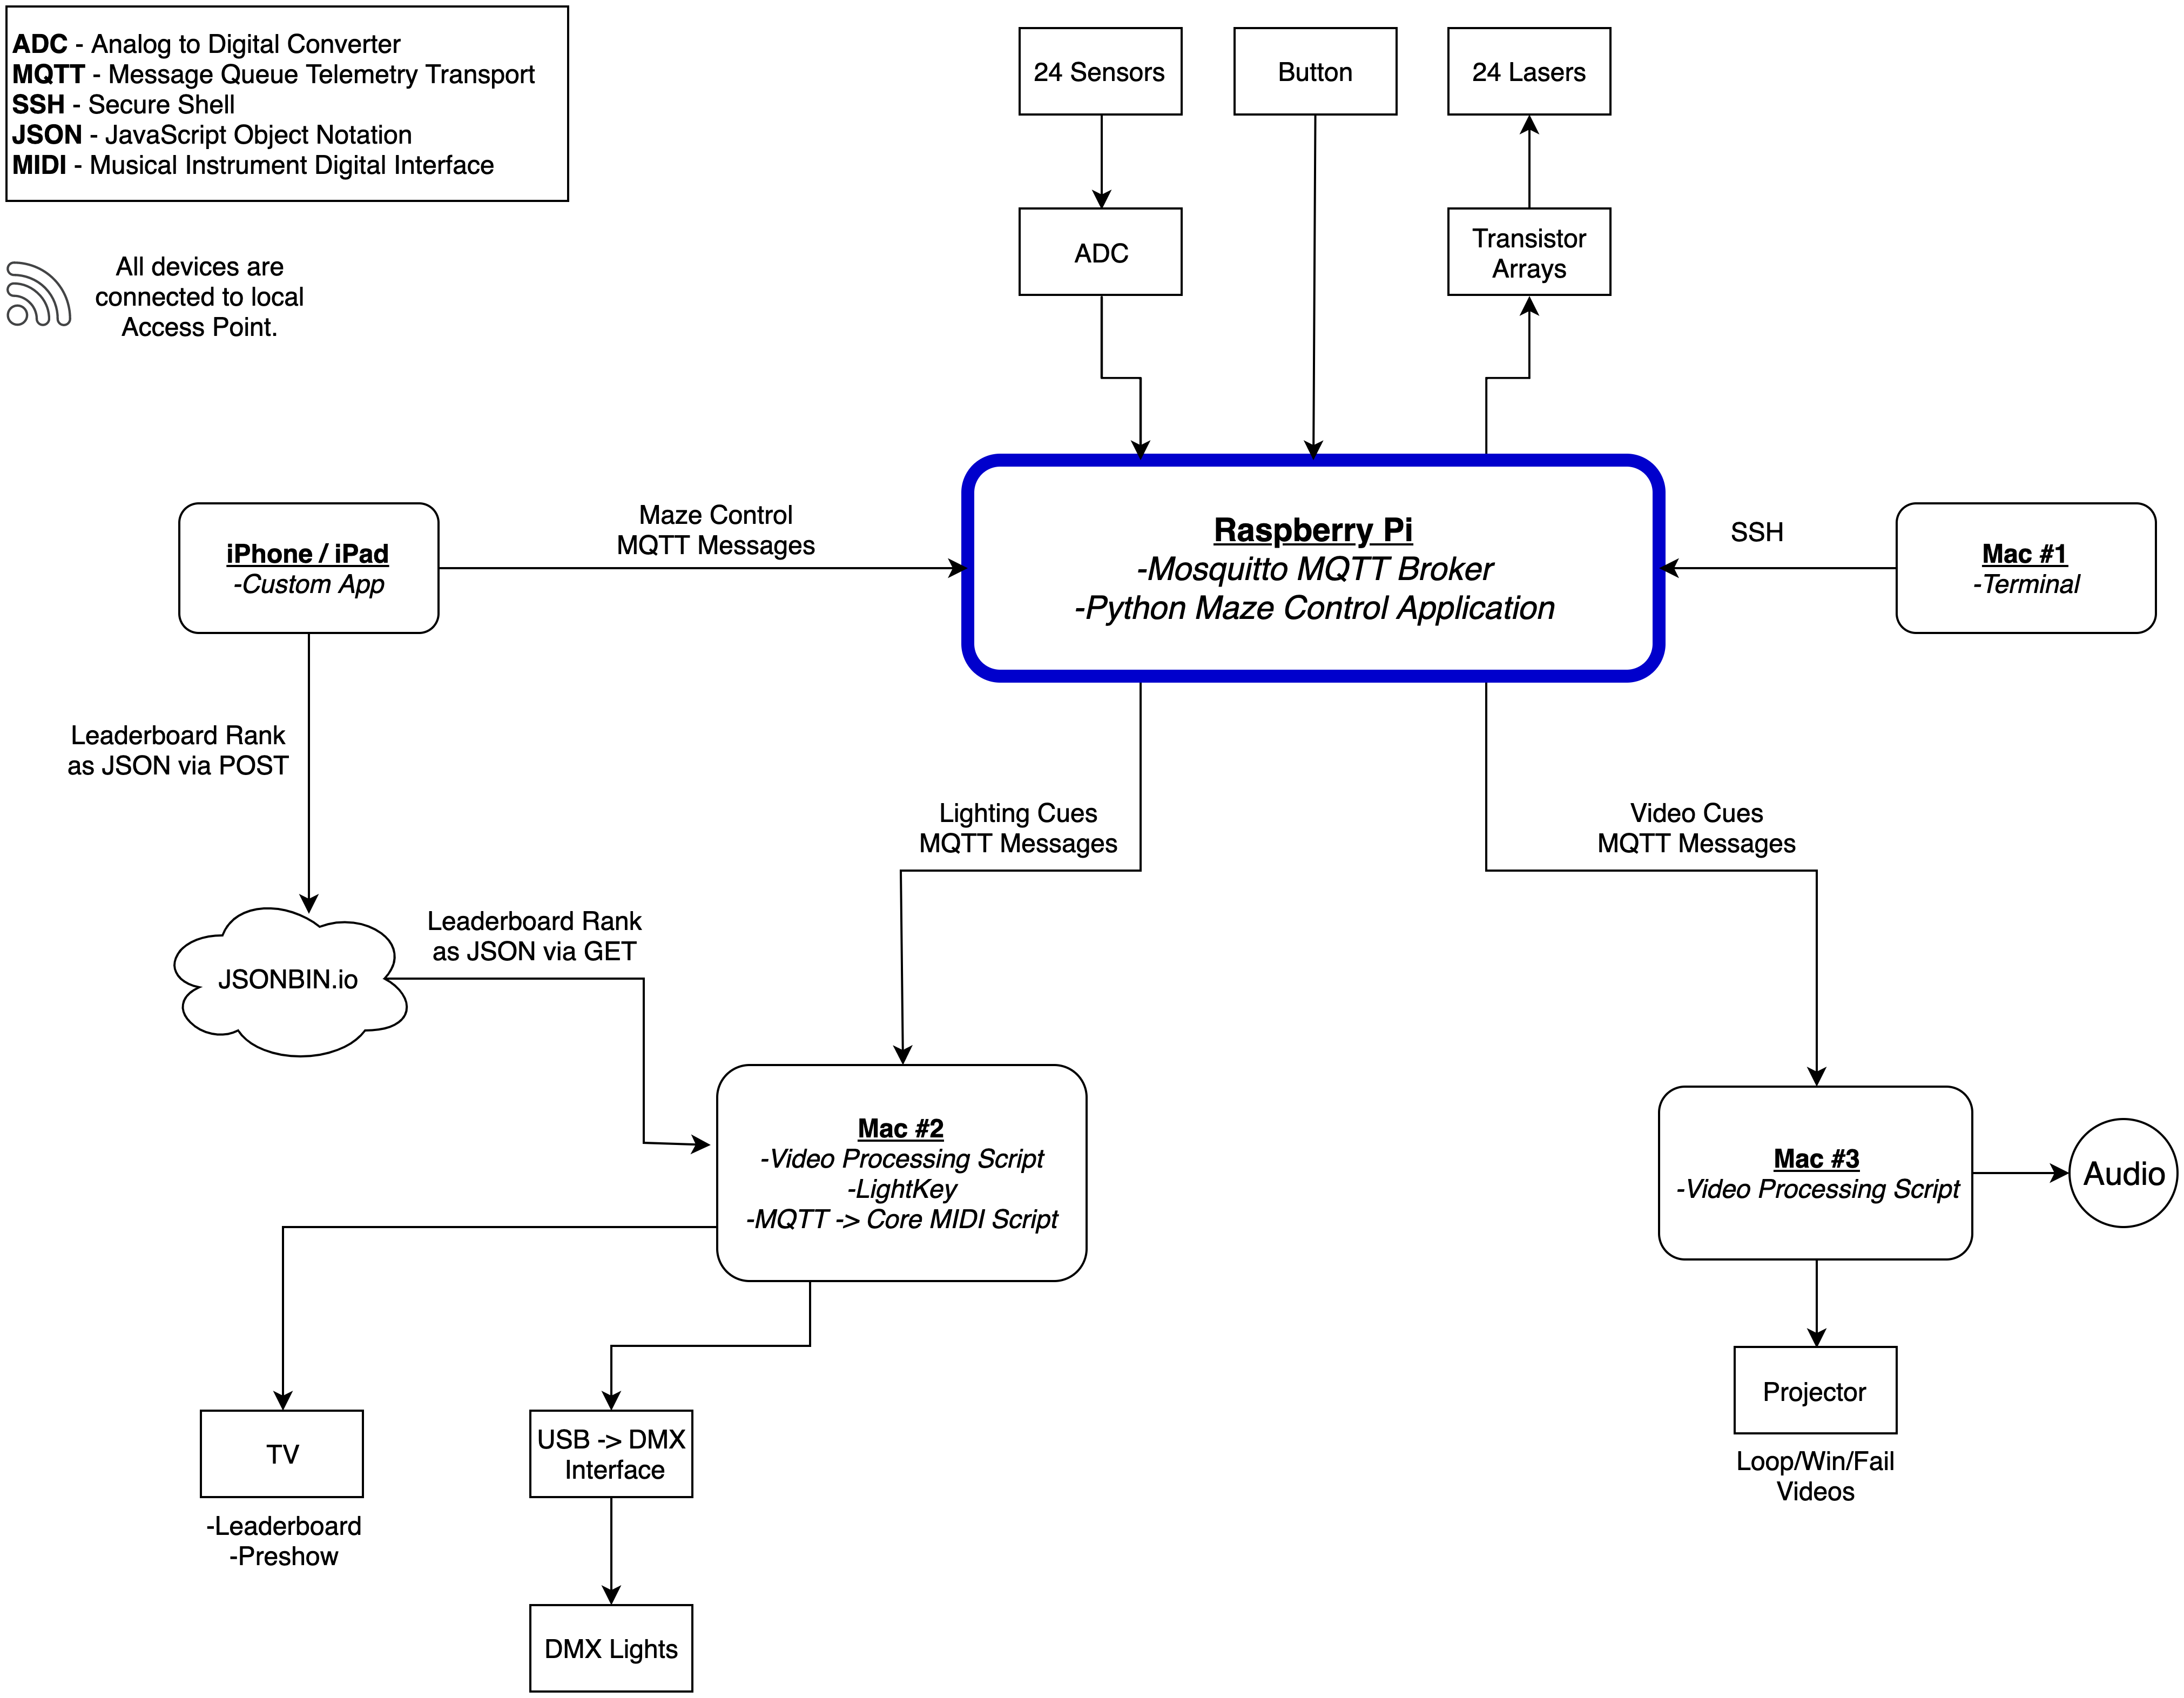 ADC - Analog to Digital Converter
MQTT - Message Queue Telemetry Transport
SSH - Secure Shell
JSON - JavaScript Object Notation
MIDI - Musical Instrument Digital Interface
All devices are
connected to local
Access Point.
24 Sensors
Button
24 Lasers
ADC
Transistor
Arrays
iPhone / iPad
-Custom App
Maze Control
MQTT Messages
Raspberry Pi
-Mosquitto MQTT Broker
-Python Maze Control Application
SSH
Mac #1
-Terminal
Leaderboard Rank
as JSON via POST
Lighting Cues
MQTT Messages
Video Cues
MQTT Messages
JSONBIN.io
Leaderboard Rank
as JSON via GET
Mac #2
-Video Processing Script
-LightKey
-MQTT -> Core MIDI Script
Mac #3
-Video Processing Script
Audio
TV
-Leaderboard
-Preshow
USB -> DMX
Interface
DMX Lights
Projector
Loop/Win/Fail
Videos